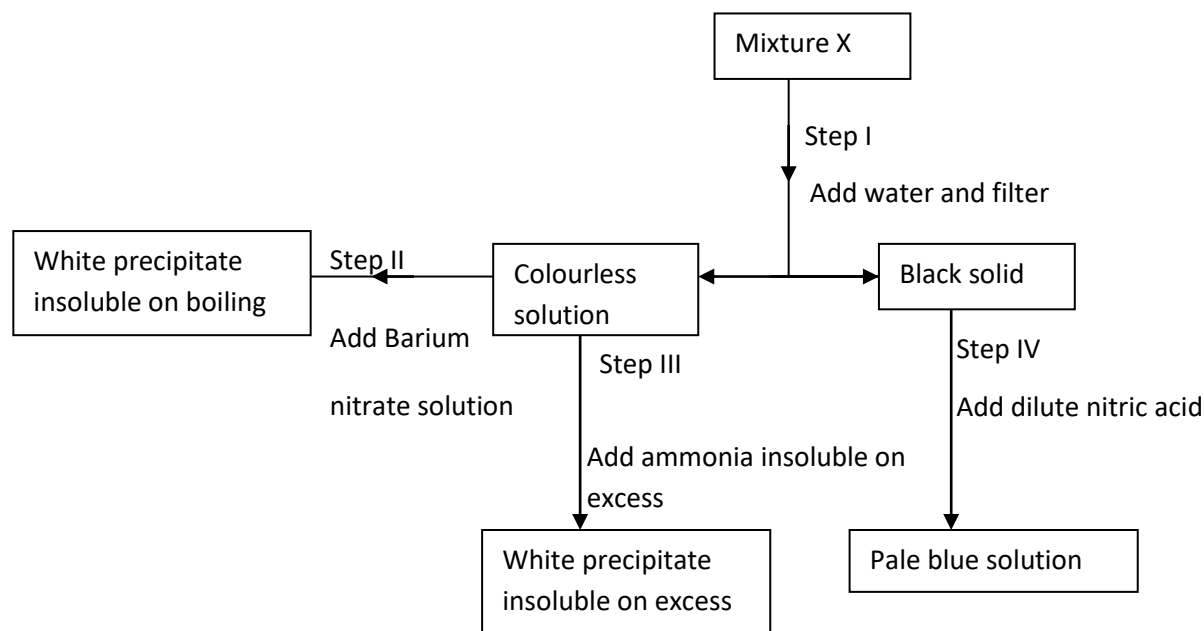 Mixture X
Step I
Add water and filter
White precipitate
insoluble on boiling
Step II
Add Barium
nitrate solution
Colourless
solution
Black solid
Step III
Add ammonia insoluble on
excess
Step IV
Add dilute nitric acid
White precipitate
insoluble on excess
Pale blue solution